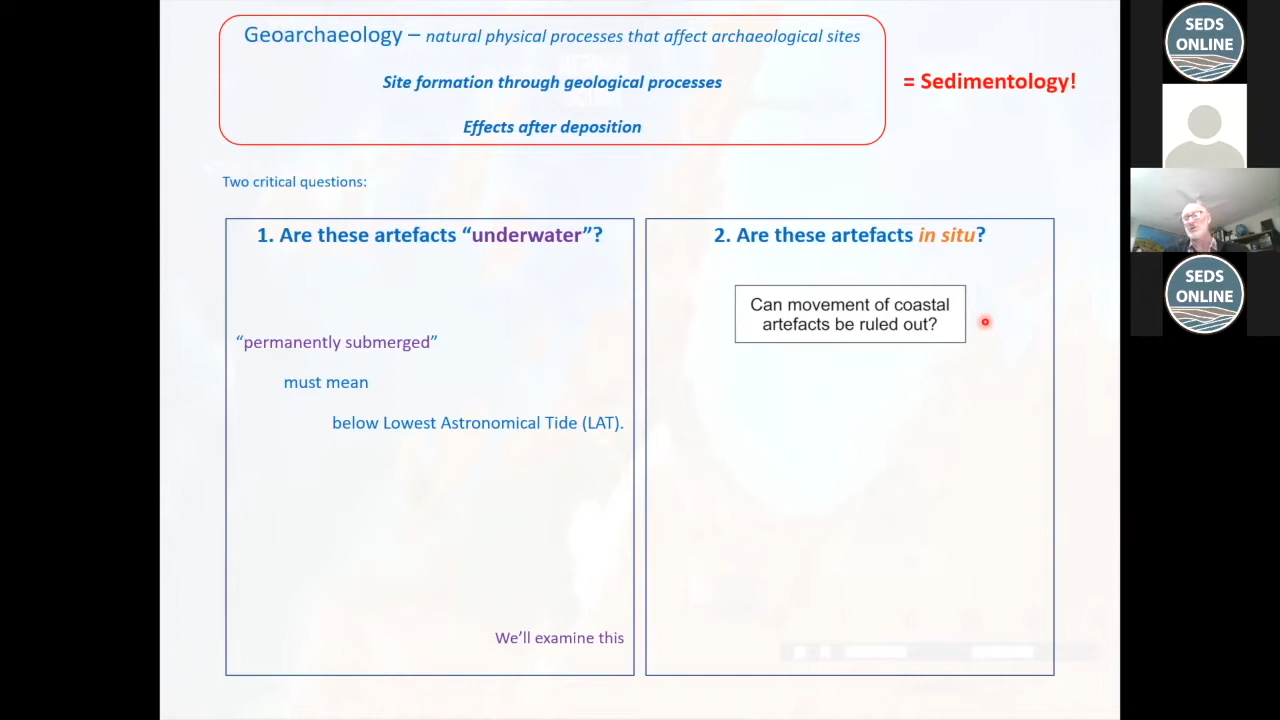 Geoarchaeology – natural physical processes that affect archaeological sites
Site formation through geological processes
Effects after deposition
= Sedimentology!
Two critical questions:
1. Are these artefacts “underwater”?
“permanently submerged”
must mean
below Lowest Astronomical Tide (LAT).
We’ll examine this
2. Are these artefacts in situ?
Can movement of coastal
artefacts be ruled out?
SEDS
ONLINE
SEDS
ONLINE